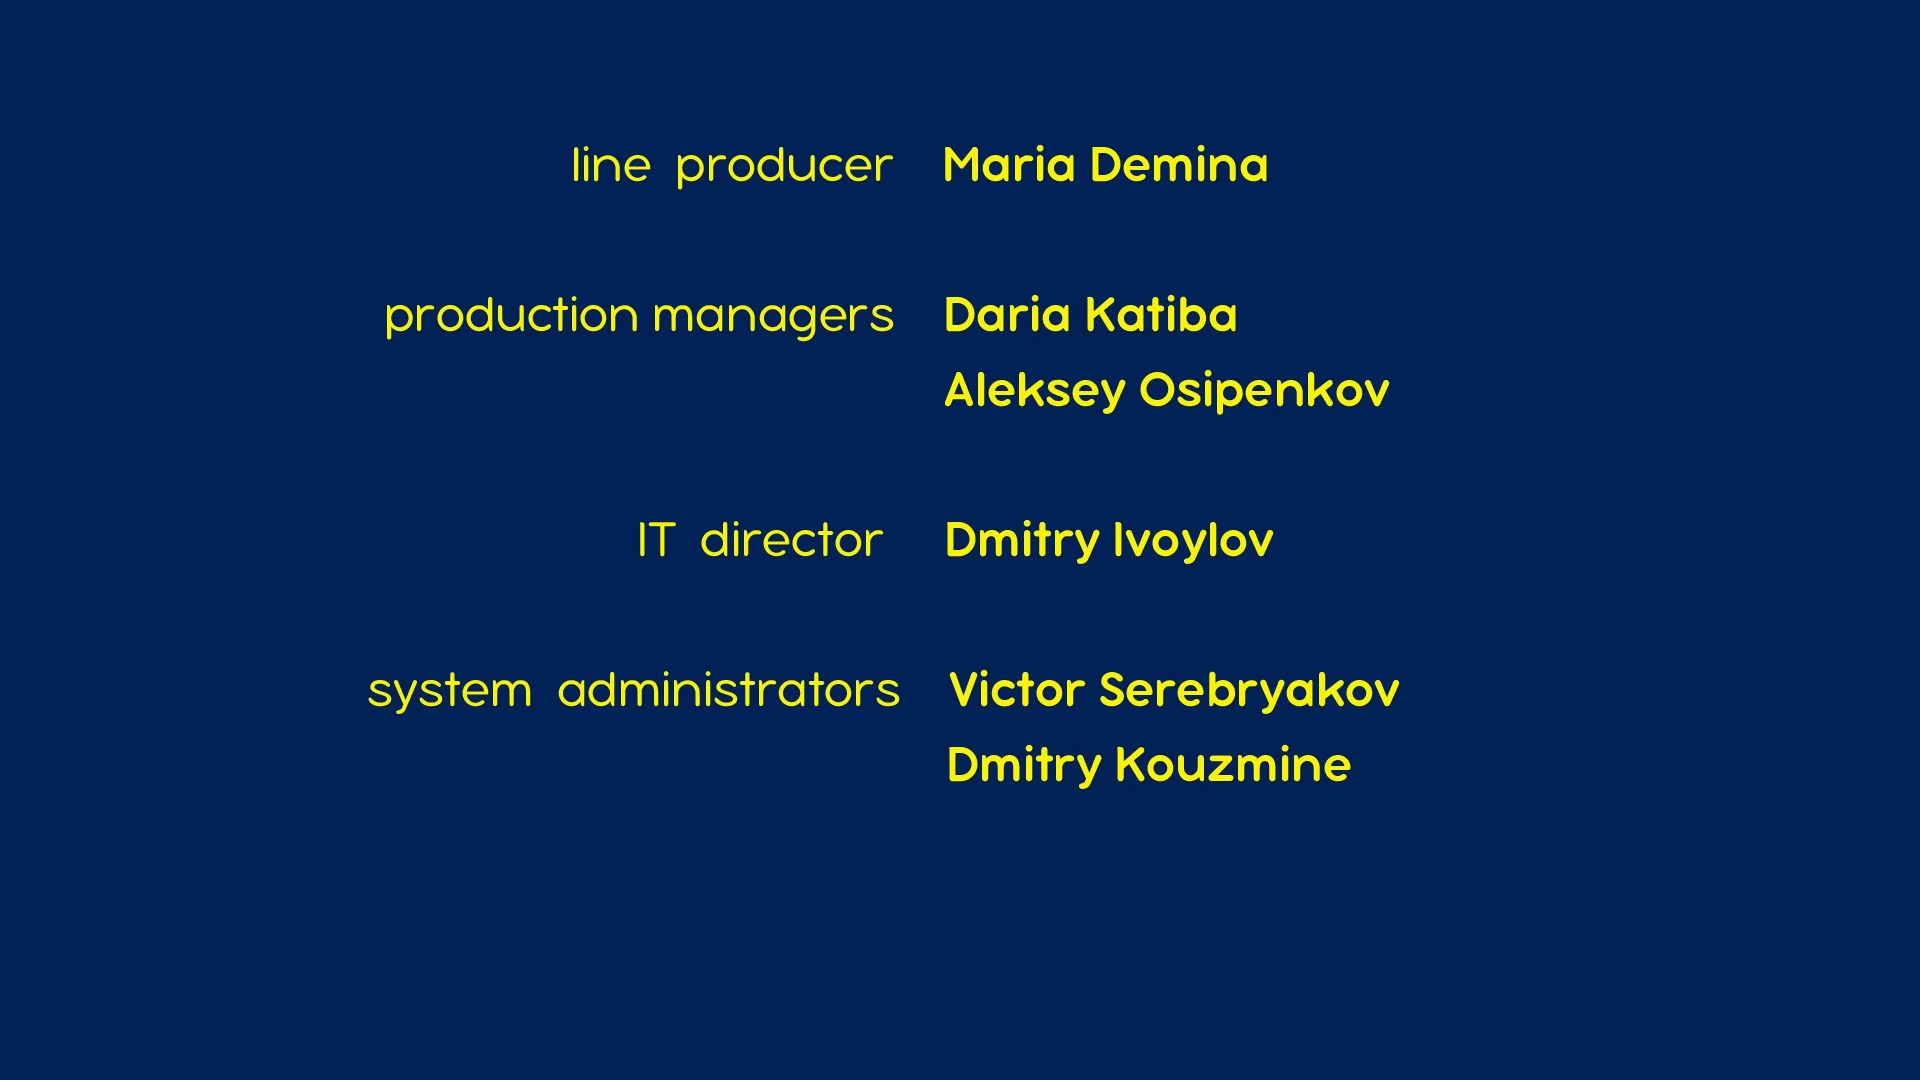 line producer Maria Demina
production managers Daria Katiba
Aleksey Osipenkov
IT director Dmitry Ivoylov
system administrators Victor Serebryakov
Dmitry Kouzmine